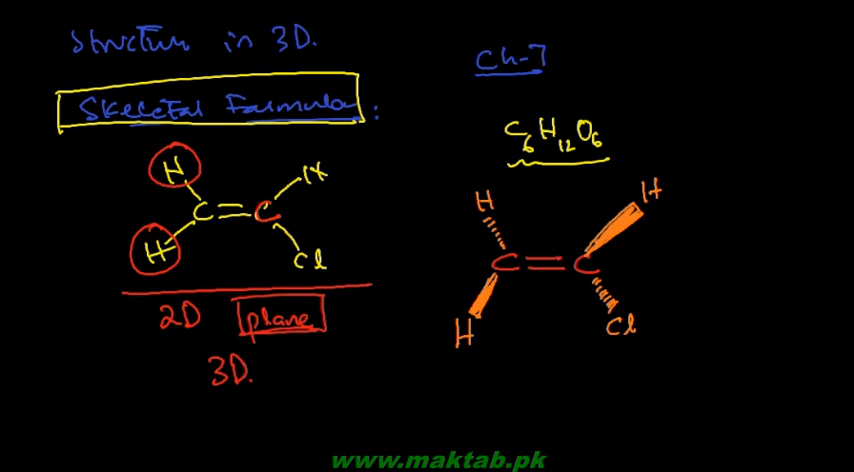 Structure in 3D.
Ch-7
Skeletal Formula:
C6H12O6
H
H
C=C
H
Cl
H
H
C=C
H
Cl
2D plane
3D.
www.maktab.pk